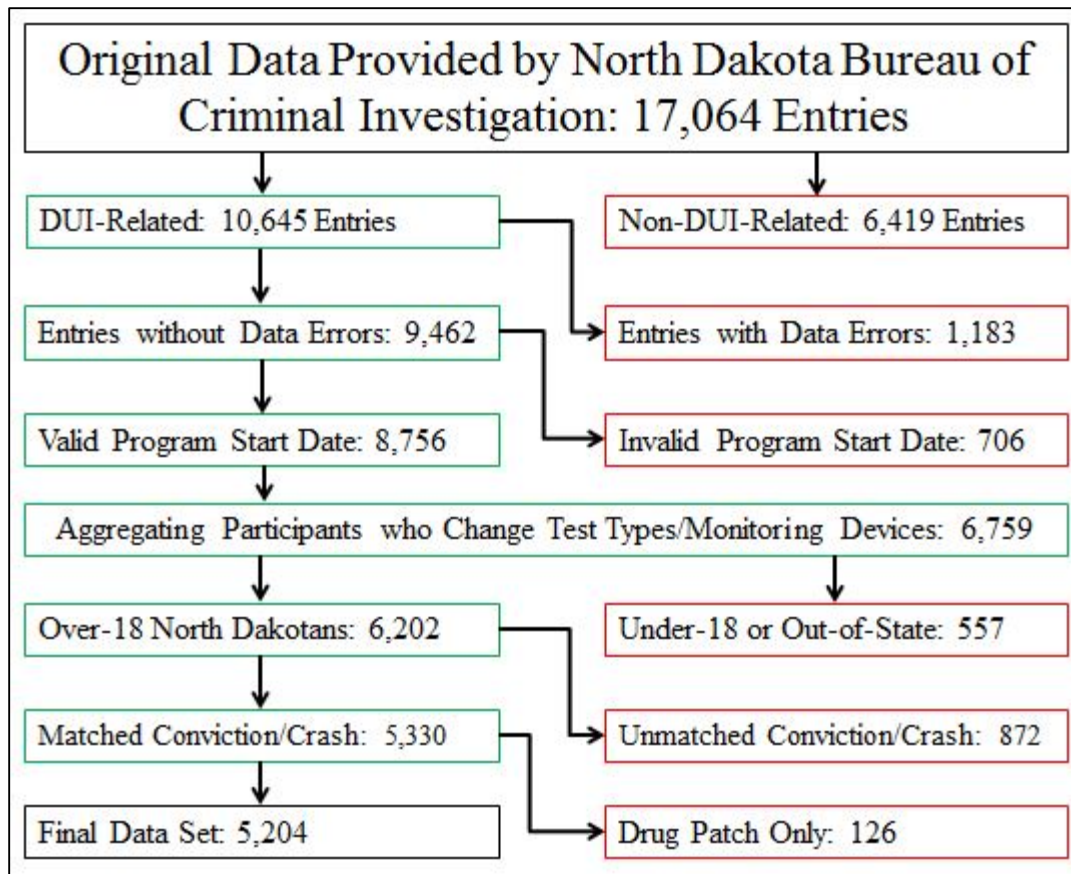 Original Data Provided by North Dakota Bureau of
Criminal Investigation: 17,064 Entries
DUI-Related: 10,645 Entries
Non-DUI-Related: 6,419 Entries
Entries without Data Errors: 9,462
Entries with Data Errors: 1,183
Valid Program Start Date: 8,756
Invalid Program Start Date: 706
Aggregating Participants who Change Test Types/Monitoring Devices: 6,759
Over-18 North Dakotans: 6,202
Under-18 or Out-of-State: 557
Matched Conviction/Crash: 5,330
Unmatched Conviction/Crash: 872
Final Data Set: 5,204
Drug Patch Only: 126